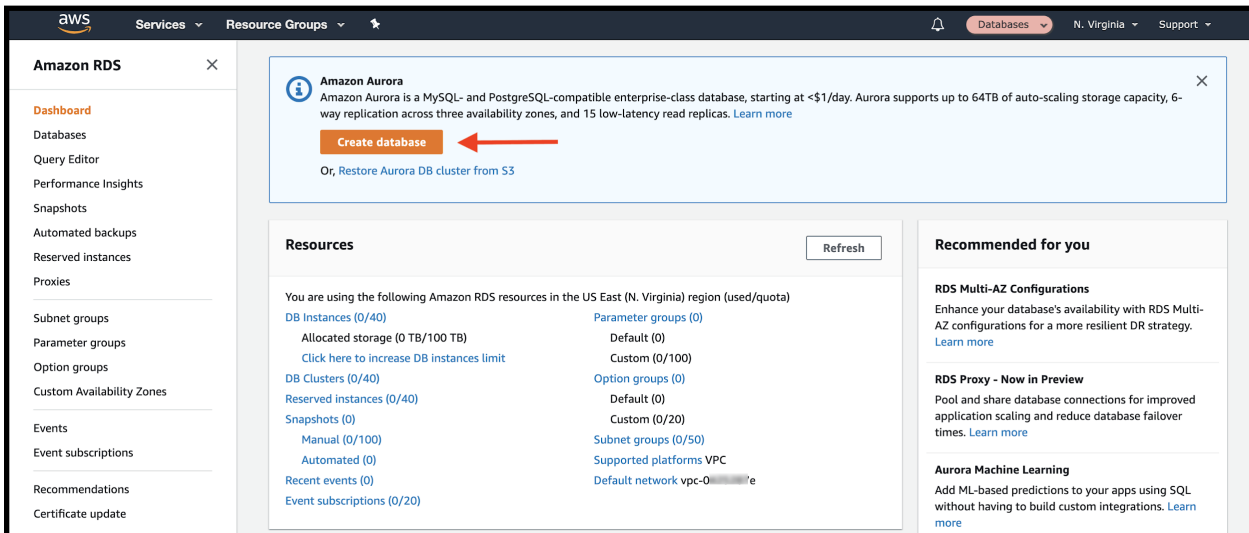 aws
Services
Resource Groups
Databases
N. Virginia
Support
Amazon RDS
Dashboard
Databases
Query Editor
Performance Insights
Snapshots
Automated backups
Reserved instances
Proxies
Subnet groups
Parameter groups
Option groups
Custom Availability Zones
Events
Event subscriptions
Recommendations
Certificate update
Amazon Aurora
Amazon Aurora is a MySQL- and PostgreSQL-compatible enterprise-class database, starting at <$1/day. Aurora supports up to 64TB of auto-scaling storage capacity, 6-
way replication across three availability zones, and 15 low-latency read replicas. Learn more
Create database
Or, Restore Aurora DB cluster from S3
Resources
Refresh
You are using the following Amazon RDS resources in the US East (N. Virginia) region (used/quota)
DB Instances (0/40)
Allocated storage (0 TB/100 TB)
Click here to increase DB instances limit
DB Clusters (0/40)
Reserved instances (0/40)
Snapshots (0)
Manual (0/100)
Automated (0)
Recent events (0)
Event subscriptions (0/20)
Parameter groups (0)
Default (0)
Custom (0/100)
Option groups (0)
Default (0)
Custom (0/20)
Subnet groups (0/50)
Supported platforms VPC
Default network
Recommended for you
RDS Multi-AZ Configurations
Enhance your database's availability with RDS Multi-
AZ configurations for a more resilient DR strategy.
Learn more
RDS Proxy - Now in Preview
Pool and share database connections for improved
application scaling and reduce database failover
times. Learn more
Aurora Machine Learning
Add ML-based predictions to your apps using SQL
without having to build custom integrations. Learn
more